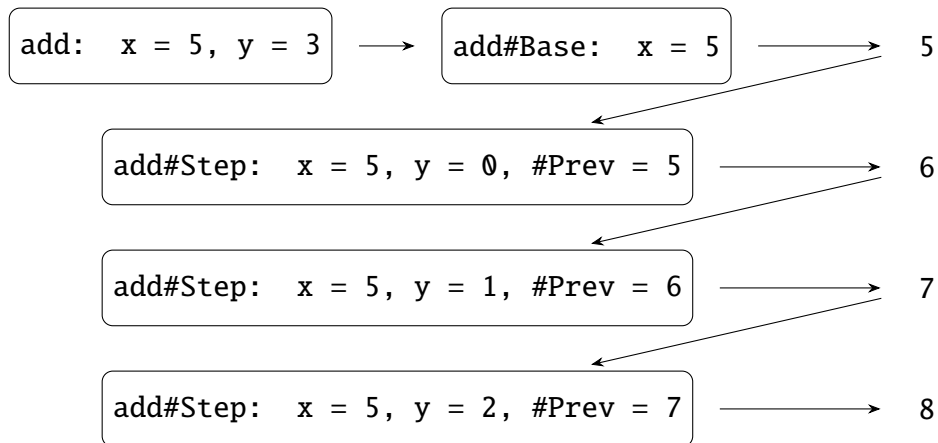 add: x = 5, y = 3 add#Base: x = 5 5
add#Step: x = 5, y = 0, #Prev = 5 6
add#Step: x = 5, y = 1, #Prev = 6 7
add#Step: x = 5, y = 2, #Prev = 7 8